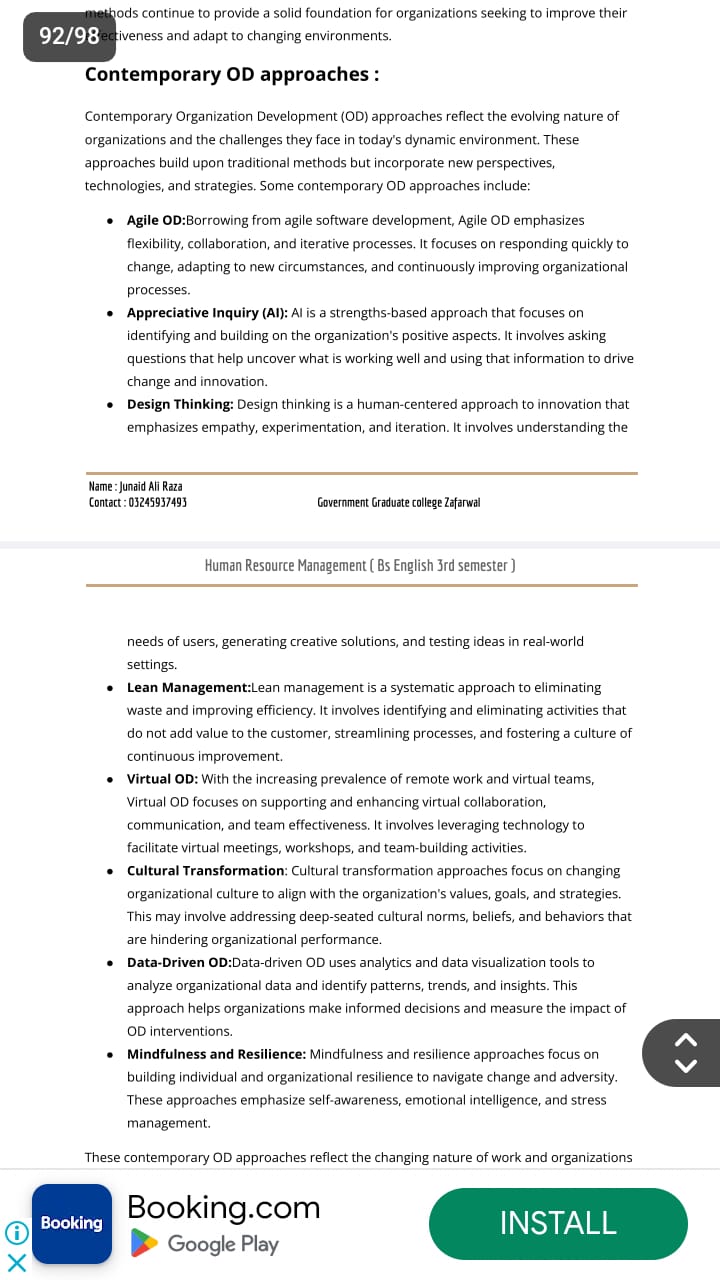 methods continue to provide a solid foundation for organizations seeking to improve their
92/98
ectiveness and adapt to changing environments.
Contemporary OD approaches :
Contemporary Organization Development (OD) approaches reflect the evolving nature of
organizations and the challenges they face in today's dynamic environment. These
approaches build upon traditional methods but incorporate new perspectives,
technologies, and strategies. Some contemporary OD approaches include:
● Agile OD:Borrowing from agile software development, Agile OD emphasizes
flexibility, collaboration, and iterative processes. It focuses on responding quickly to
change, adapting to new circumstances, and continuously improving organizational
processes.
● Appreciative Inquiry (AI): AI is a strengths-based approach that focuses on
identifying and building on the organization's positive aspects. It involves asking
questions that help uncover what is working well and using that information to drive
change and innovation.
● Design Thinking: Design thinking is a human-centered approach to innovation that
emphasizes empathy, experimentation, and iteration. It involves understanding the
Name : Junaid Ali Raza
Contact : 03245937493
Government Graduate college Zafarwal
Human Resource Management ( Bs English 3rd semester )
needs of users, generating creative solutions, and testing ideas in real-world
settings.
● Lean Management:Lean management is a systematic approach to eliminating
waste and improving efficiency. It involves identifying and eliminating activities that
do not add value to the customer, streamlining processes, and fostering a culture of
continuous improvement.
● Virtual OD: With the increasing prevalence of remote work and virtual teams,
Virtual OD focuses on supporting and enhancing virtual collaboration,
communication, and team effectiveness. It involves leveraging technology to
facilitate virtual meetings, workshops, and team-building activities.
● Cultural Transformation: Cultural transformation approaches focus on changing
organizational culture to align with the organization's values, goals, and strategies.
This may involve addressing deep-seated cultural norms, beliefs, and behaviors that
are hindering organizational performance.
● Data-Driven OD:Data-driven OD uses analytics and data visualization tools to
analyze organizational data and identify patterns, trends, and insights. This
approach helps organizations make informed decisions and measure the impact of
OD interventions.
● Mindfulness and Resilience: Mindfulness and resilience approaches focus on
building individual and organizational resilience to navigate change and adversity.
These approaches emphasize self-awareness, emotional intelligence, and stress
management.
These contemporary OD approaches reflect the changing nature of work and organizations
Booking
Booking.com
Google Play
INSTALL